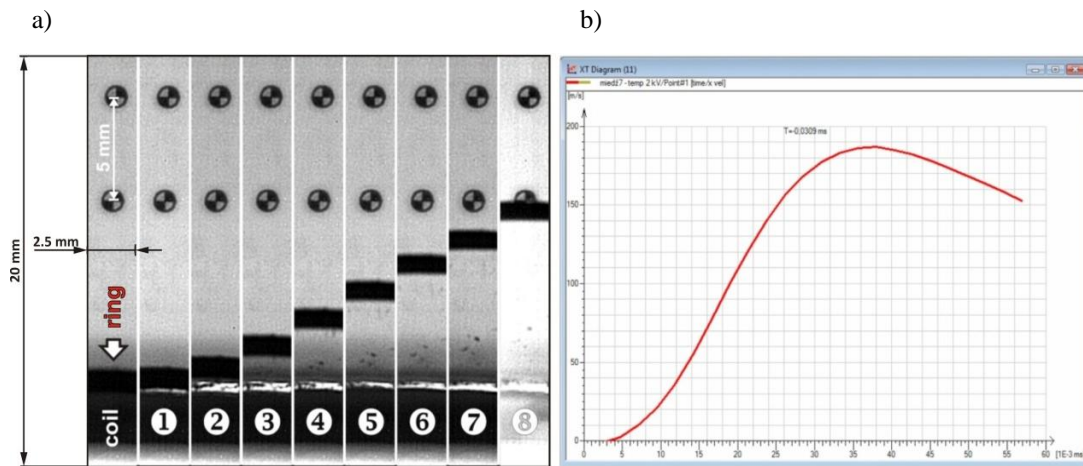 a)
b)
20 mm
5 mm
2.5 mm
ring
coil
1
2
3
4
5
6
7
8
XT Diagram (11)
miedź7 - temp 2 kV/Point#1 [time/x vel]
[m/s]
T=-0,0309 ms
200
150
100
50
0
0
5
10
15
20
25
30
35
40
45
50
55
60
[1E-3 ms]